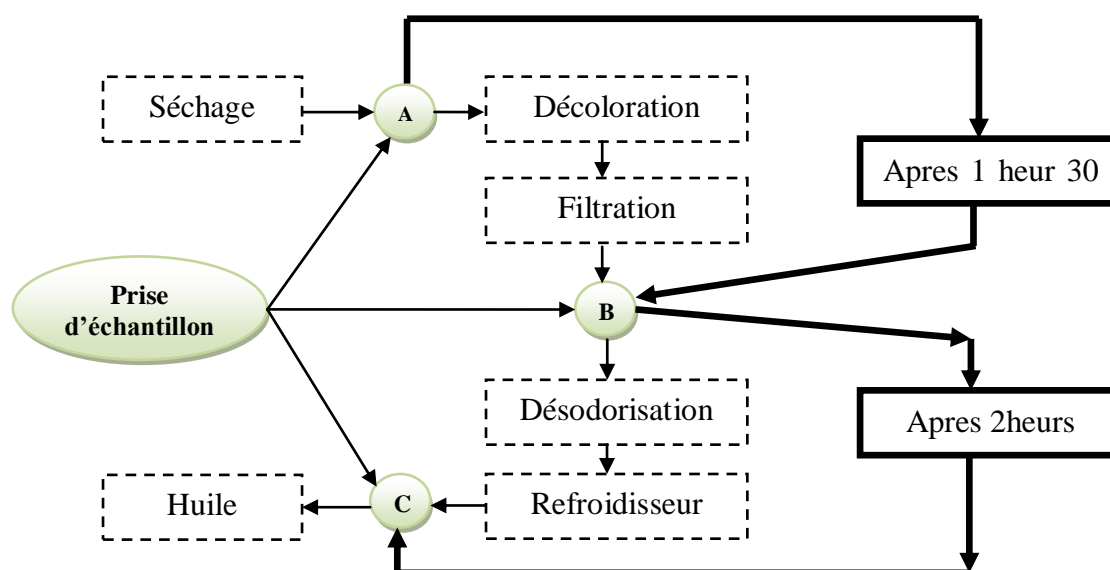 Séchage
A
Décoloration
Apres 1 heur 30
Filtration
Prise
d'échantillon
B
Désodorisation
Apres 2heurs
Huile
C
Refroidisseur